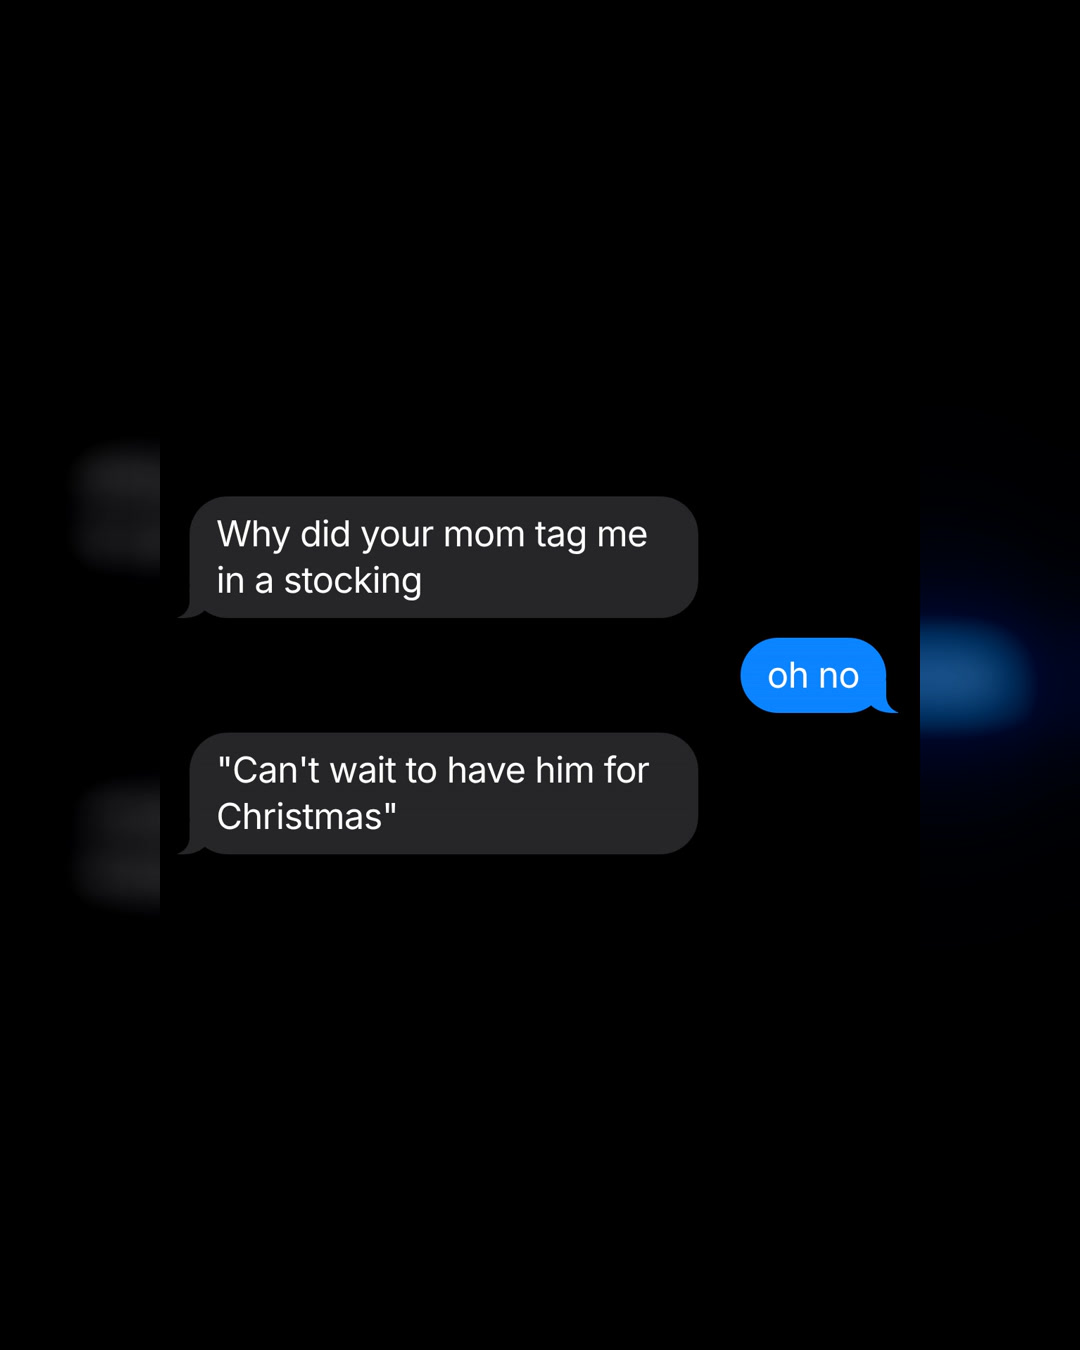 Why did your mom tag me
in a stocking
oh no
"Can't wait to have him for
Christmas"